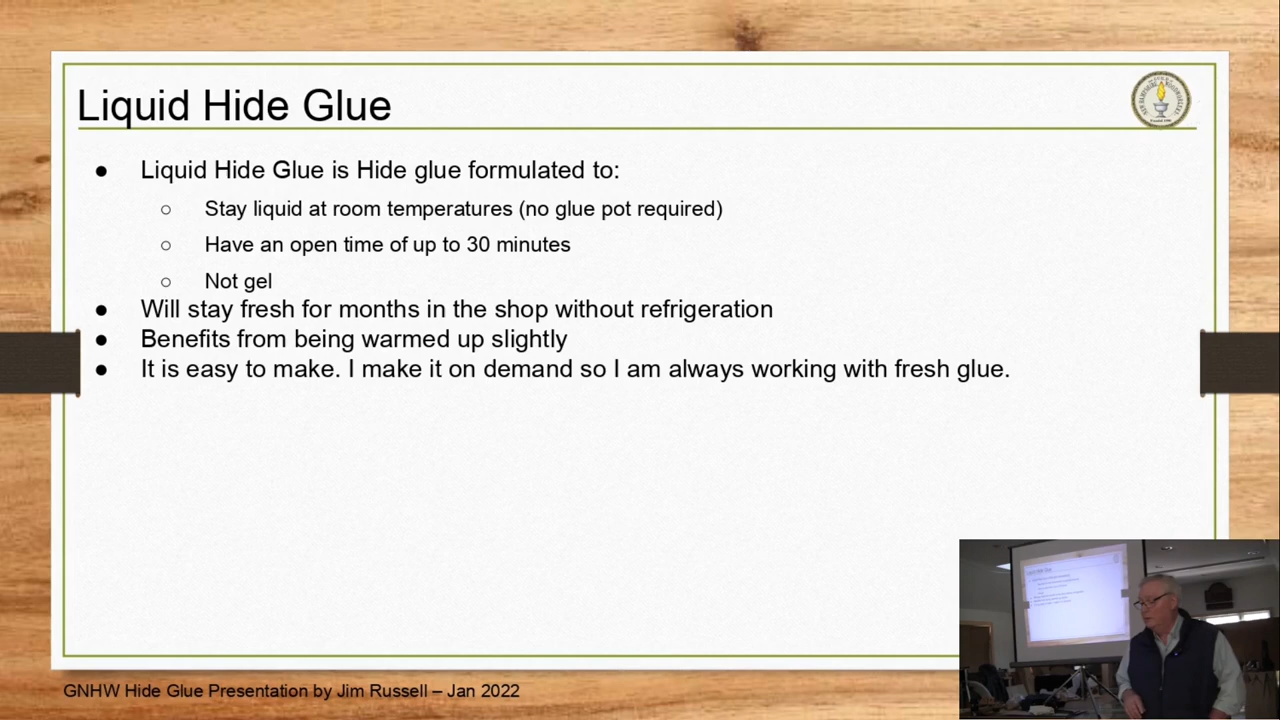 Liquid Hide Glue
● Liquid Hide Glue is Hide glue formulated to:
○ Stay liquid at room temperatures (no glue pot required)
○ Have an open time of up to 30 minutes
○ Not gel
● Will stay fresh for months in the shop without refrigeration
● Benefits from being warmed up slightly
● It is easy to make. I make it on demand so I am always working with fresh glue.
GNHW Hide Glue Presentation by Jim Russell – Jan 2022